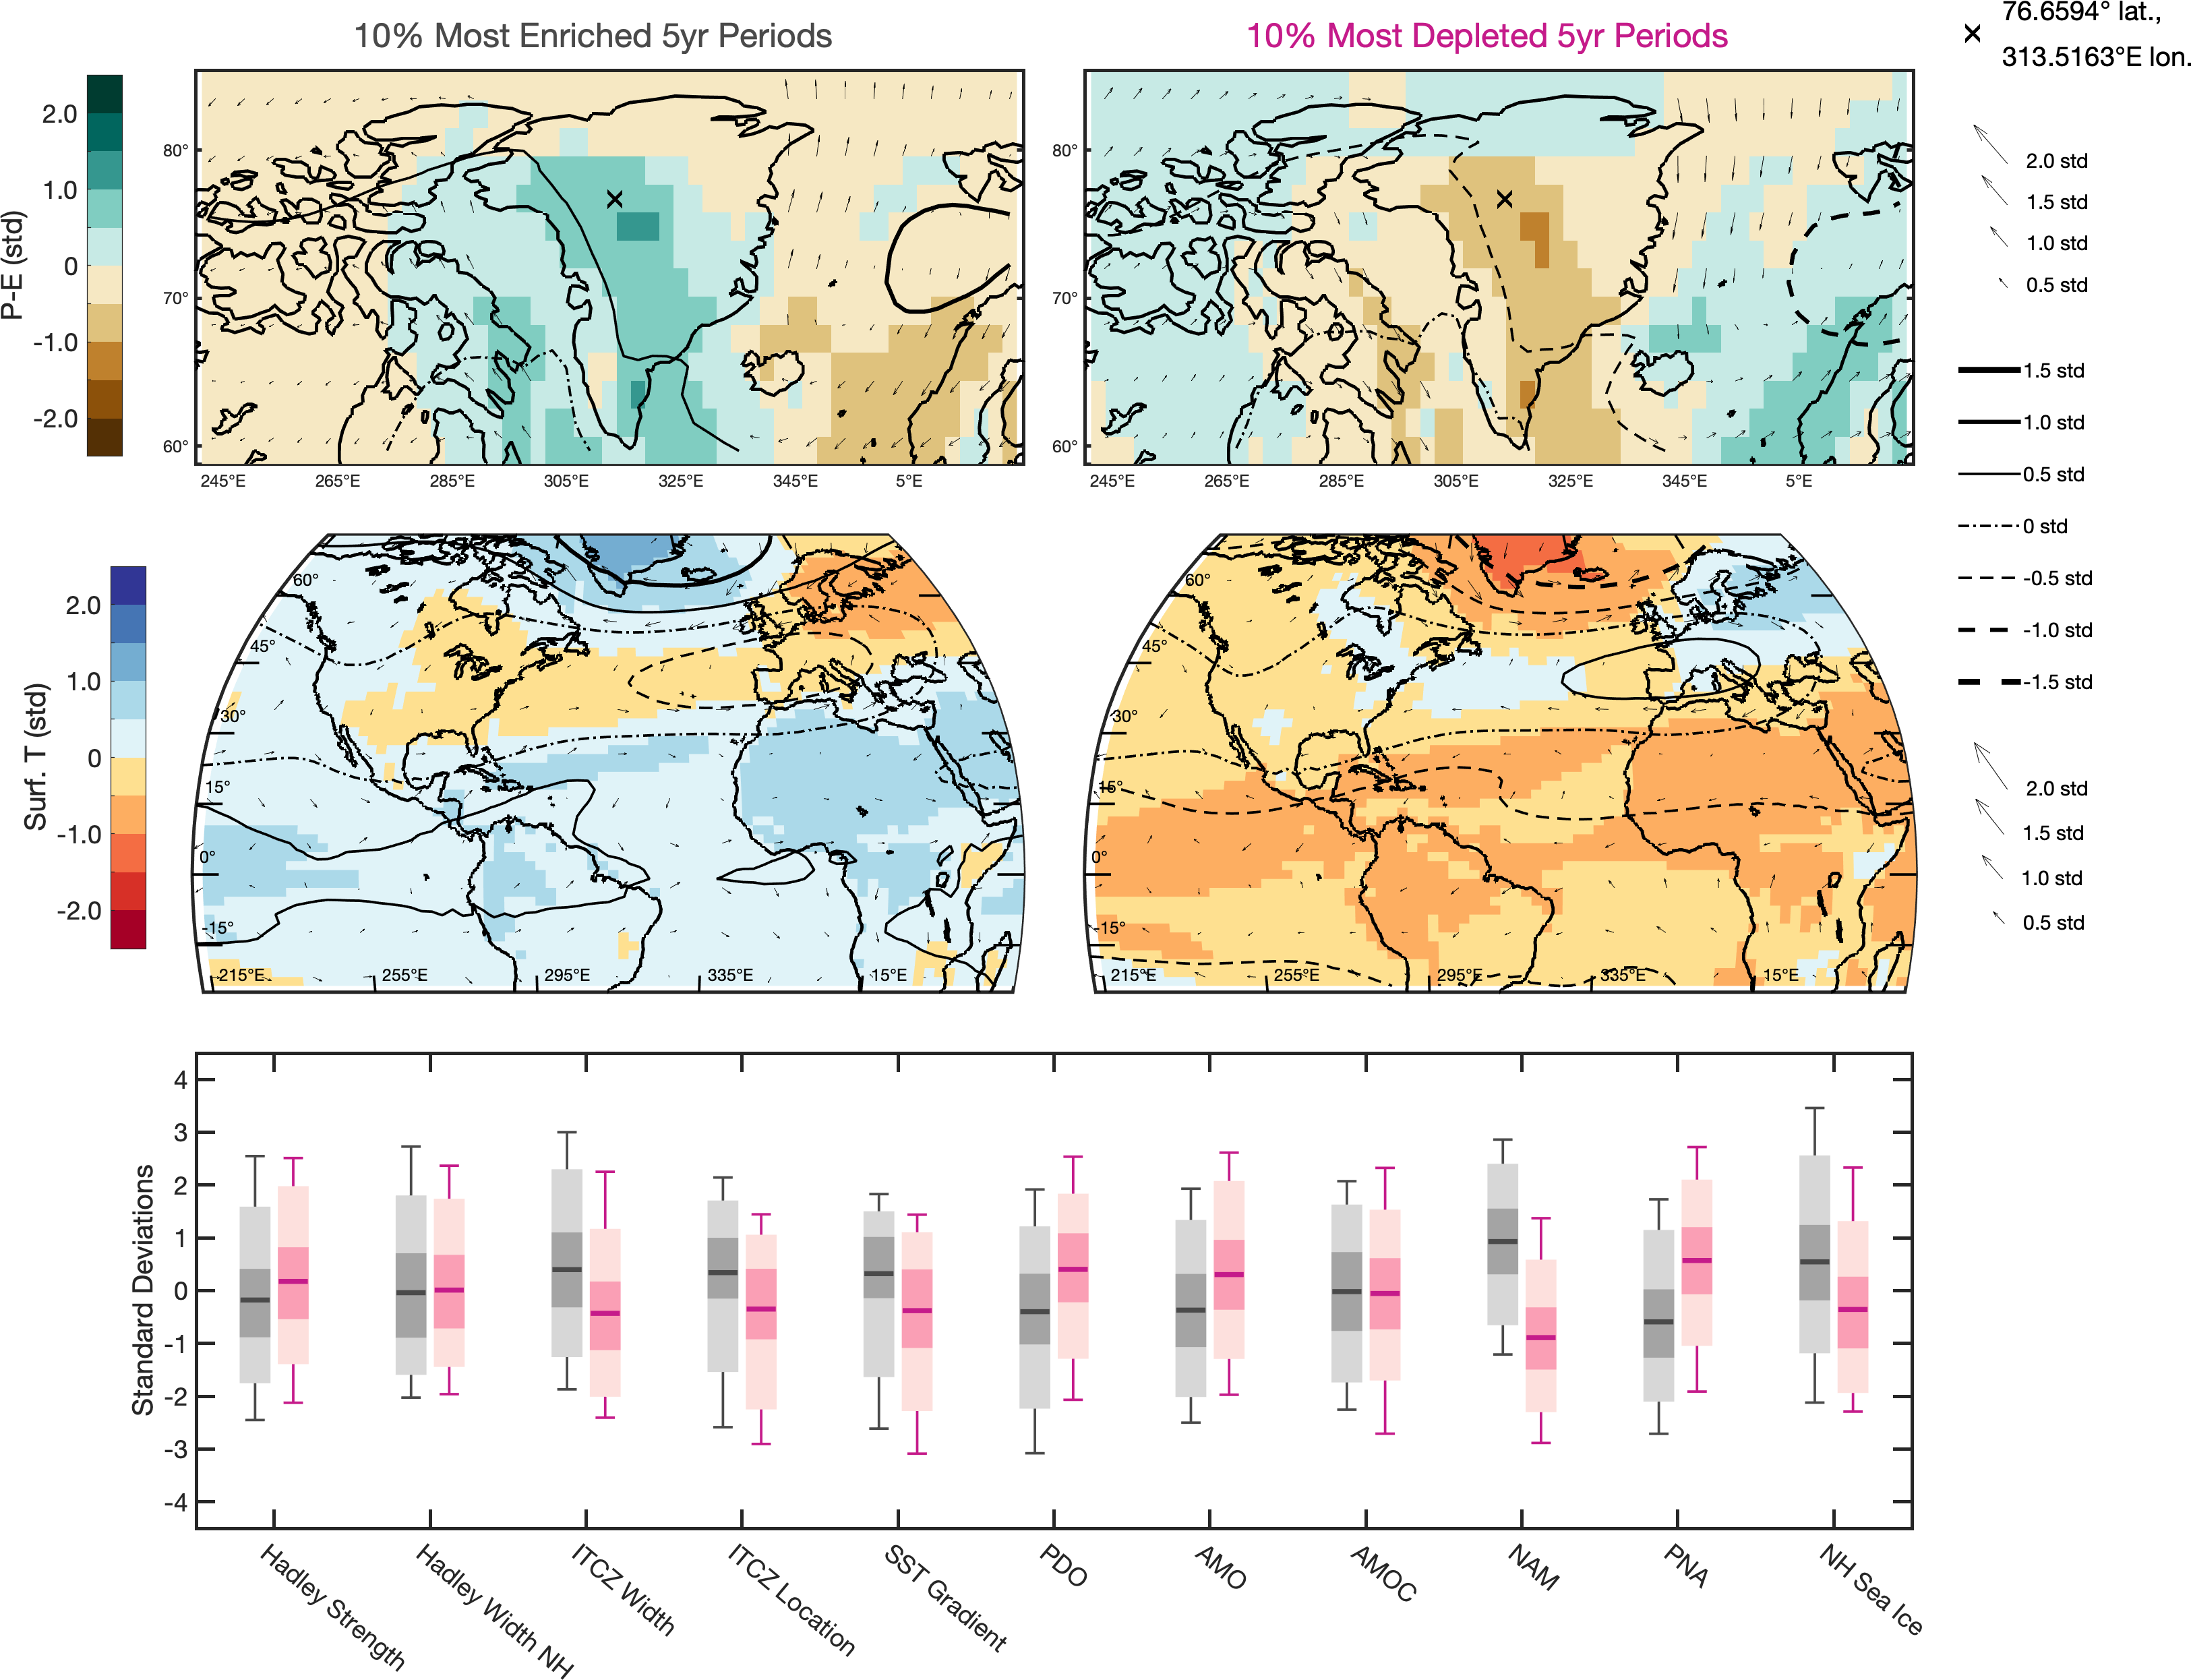 10% Most Enriched 5yr Periods
10% Most Depleted 5yr Periods
76.6594° lat.,
313.5163°E lon.
P-E (std)
2.0
1.0
0
-1.0
-2.0
80°
70°
60°
245°E 265°E 285°E 305°E 325°E 345°E 5°E
80°
70°
60°
245°E 265°E 285°E 305°E 325°E 345°E 5°E
2.0 std
1.5 std
1.0 std
0.5 std
1.5 std
1.0 std
0.5 std
0 std
-0.5 std
-1.0 std
-1.5 std
Surf. T (std)
2.0
1.0
0
-1.0
-2.0
60°
45°
30°
15°
0°
-15°
215°E 255°E 295°E 335°E 15°E
60°
45°
30°
15°
0°
-15°
215°E 255°E 295°E 335°E 15°E
2.0 std
1.5 std
1.0 std
0.5 std
Standard Deviations
4
3
2
1
0
-1
-2
-3
-4
Hadley Strength
Hadley Width NH
ITCZ Width
ITCZ Location
SST Gradient
PDO
AMO
AMOC
NAM
PNA
NH Sea Ice